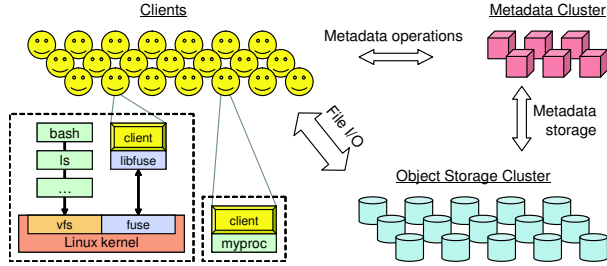 Clients
Metadata Cluster
Metadata operations
File I/O
Metadata
storage
bash
client
ls
libfuse
...
Object Storage Cluster
client
vfs
fuse
myproc
Linux kernel